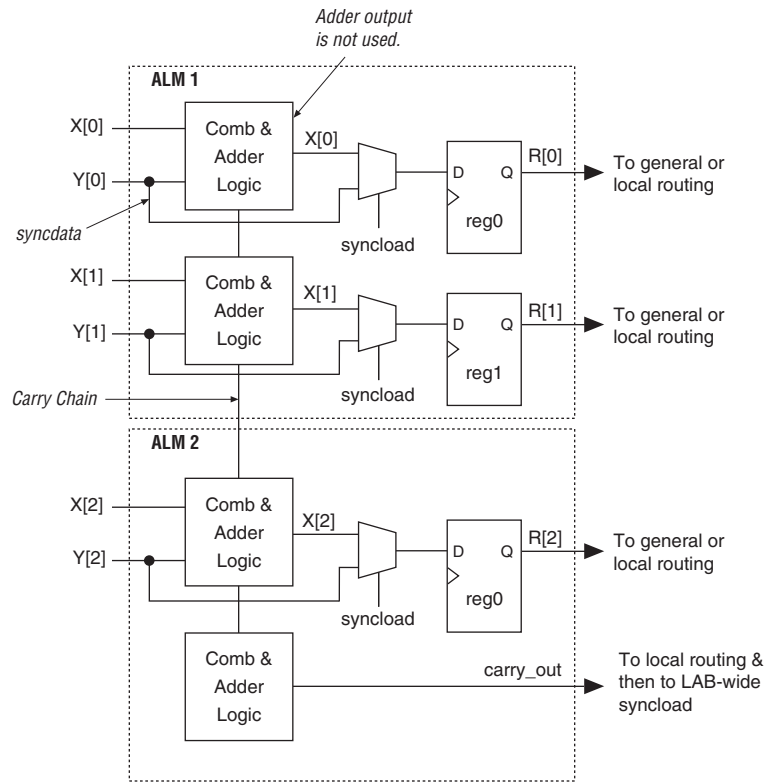 Adder output
is not used.
ALM 1
X[0]
Comb &
Adder
Logic
X[0]
Y[0]
D Q
R[0]
To general or
local routing
reg0
syncdata
syncload
X[1]
Comb &
Adder
Logic
X[1]
Y[1]
D Q
R[1]
To general or
local routing
reg1
syncload
Carry Chain
ALM 2
X[2]
Comb &
Adder
Logic
X[2]
Y[2]
D Q
R[2]
To general or
local routing
reg0
syncload
Comb &
Adder
Logic
carry_out
To local routing &
then to LAB-wide
syncload